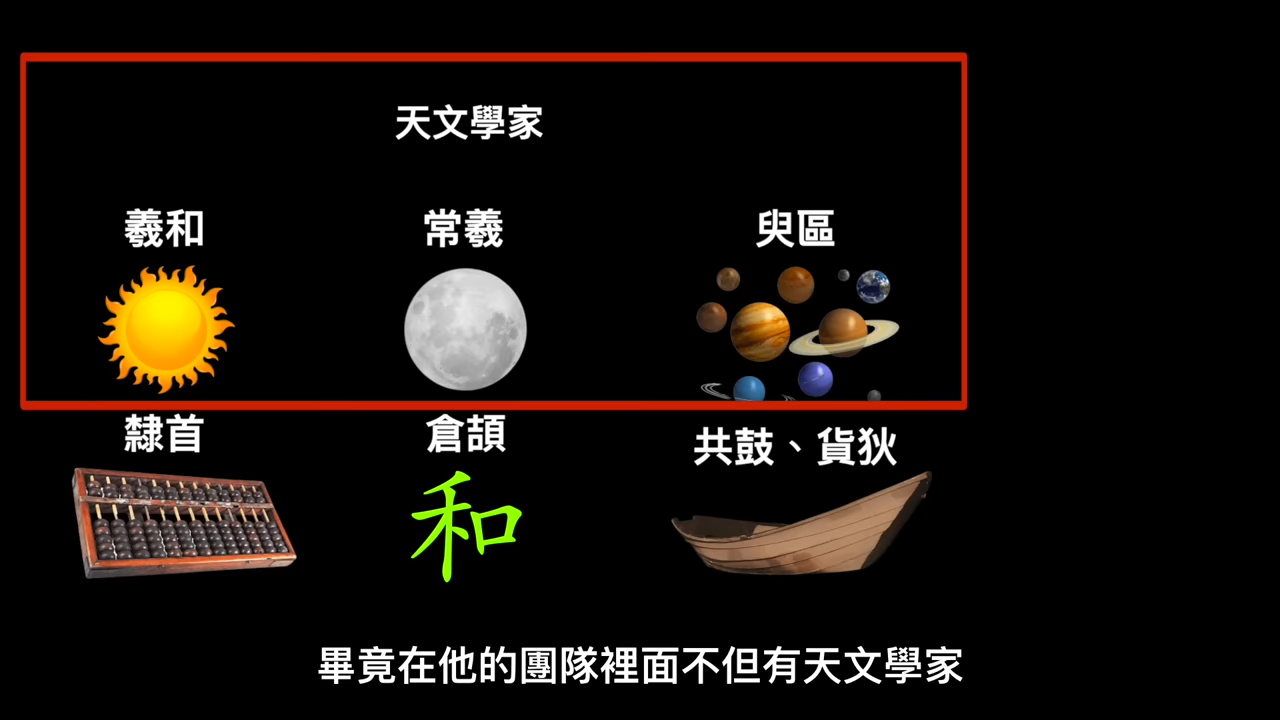 天文學家
羲和
常羲
臾區
隸首
倉頡
共鼓、貨狄
和
畢竟在他的團隊裡面不但有天文學家